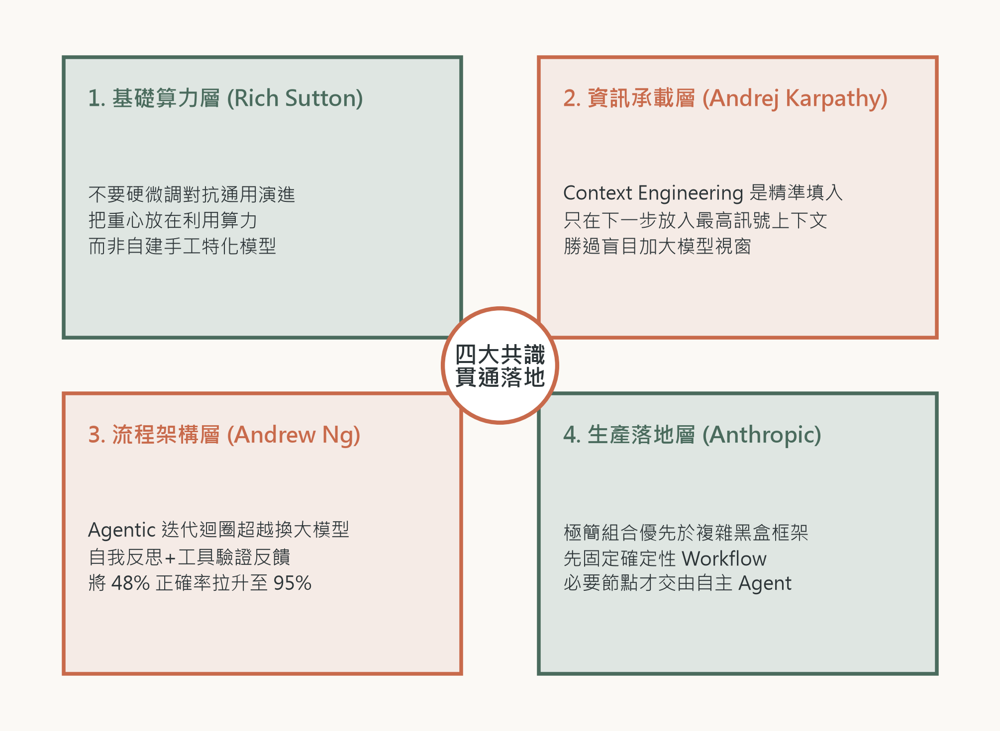 1. 基礎算力層 (Rich Sutton)
不要硬微調對抗通用演進
把重心放在利用算力
而非自建手工特化模型
2. 資訊承載層 (Andrej Karpathy)
Context Engineering 是精準填入
只在下一步放入最高訊號上下文
勝過盲目加大模型視窗
四大共識
貫通落地
3. 流程架構層 (Andrew Ng)
Agentic 迭代迴圈超越換大模型
自我反思+工具驗證反饋
將 48% 正確率拉升至 95%
4. 生產落地層 (Anthropic)
極簡組合優先於複雜黑盒框架
先固定確定性 Workflow
必要節點才交由自主 Agent